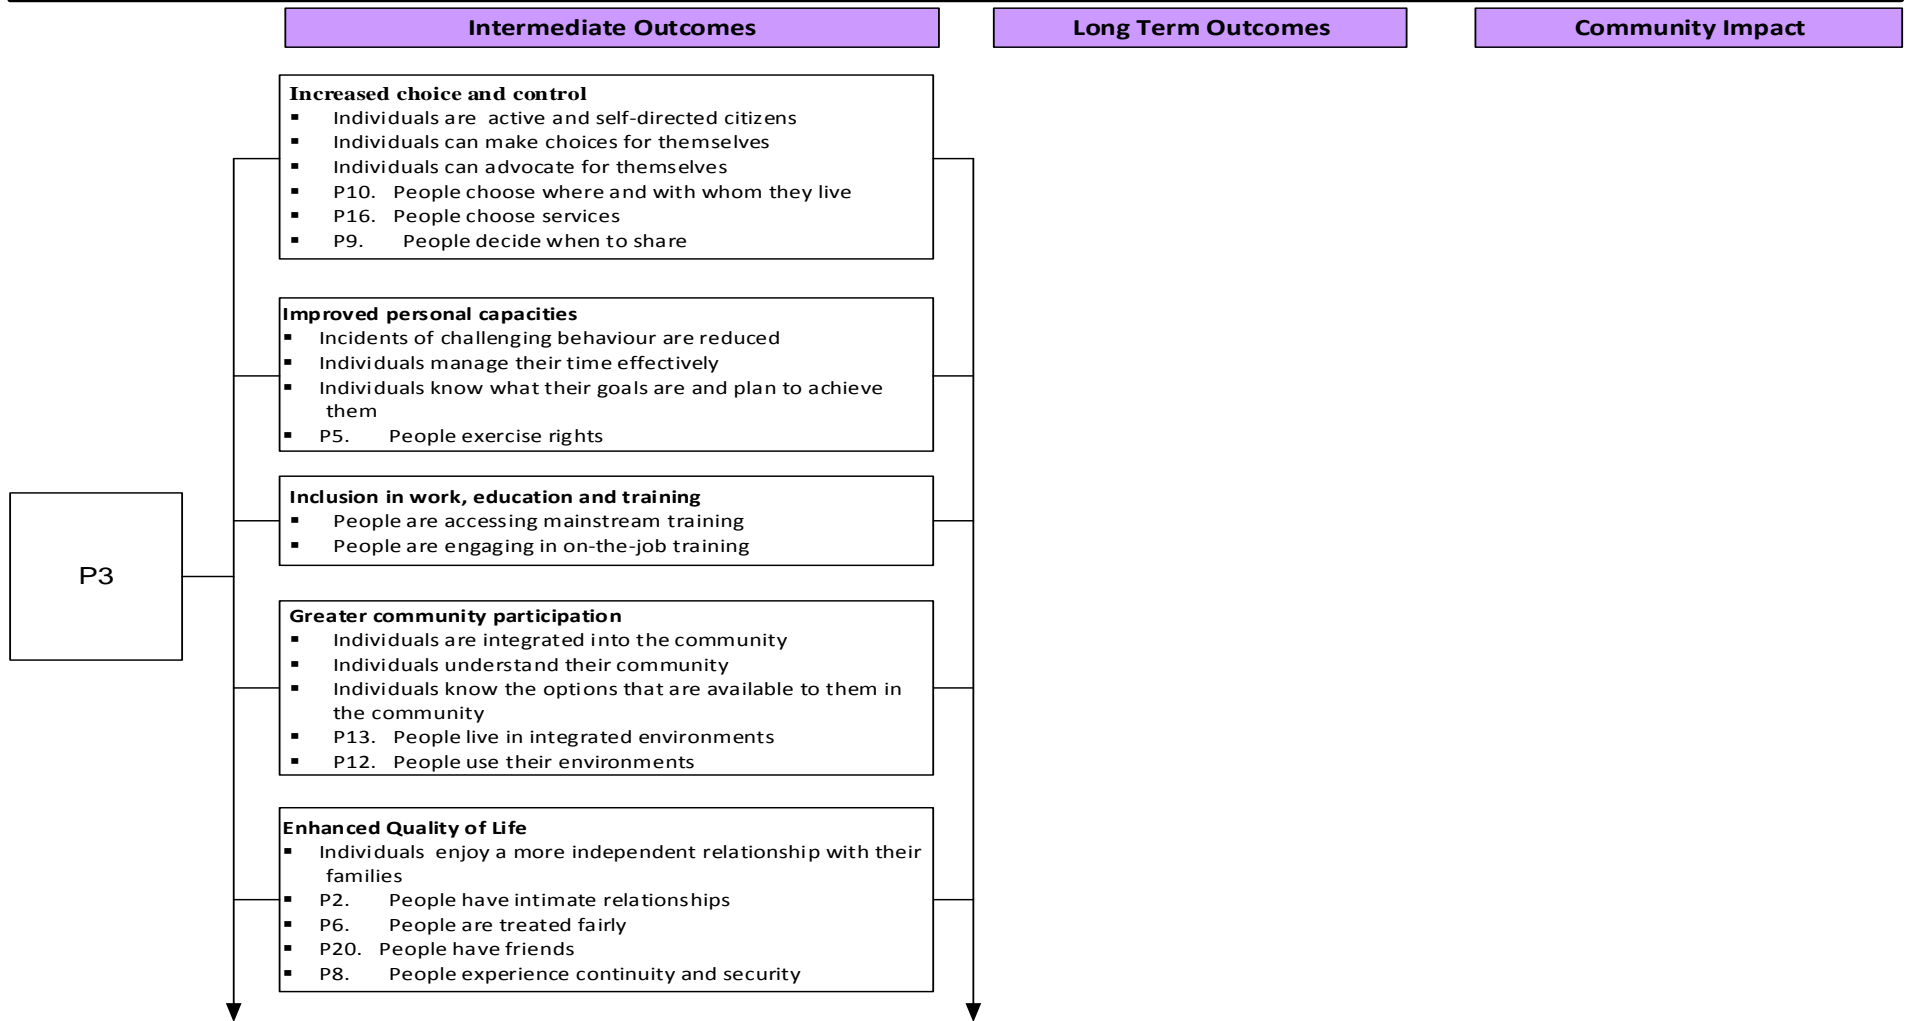 Intermediate Outcomes
Long Term Outcomes
Community Impact
Increased choice and control
▪ Individuals are active and self-directed citizens
▪ Individuals can make choices for themselves
▪ Individuals can advocate for themselves
▪ P10. People choose where and with whom they live
▪ P16. People choose services
▪ P9. People decide when to share
Improved personal capacities
▪ Incidents of challenging behaviour are reduced
▪ Individuals manage their time effectively
▪ Individuals know what their goals are and plan to achieve
them
▪ P5. People exercise rights
Inclusion in work, education and training
▪ People are accessing mainstream training
▪ People are engaging in on-the-job training
P3
Greater community participation
▪ Individuals are integrated into the community
▪ Individuals understand their community
▪ Individuals know the options that are available to them in
the community
▪ P13. People live in integrated environments
▪ P12. People use their environments
Enhanced Quality of Life
▪ Individuals enjoy a more independent relationship with their
families
▪ P2. People have intimate relationships
▪ P6. People are treated fairly
▪ P20. People have friends
▪ P8. People experience continuity and security